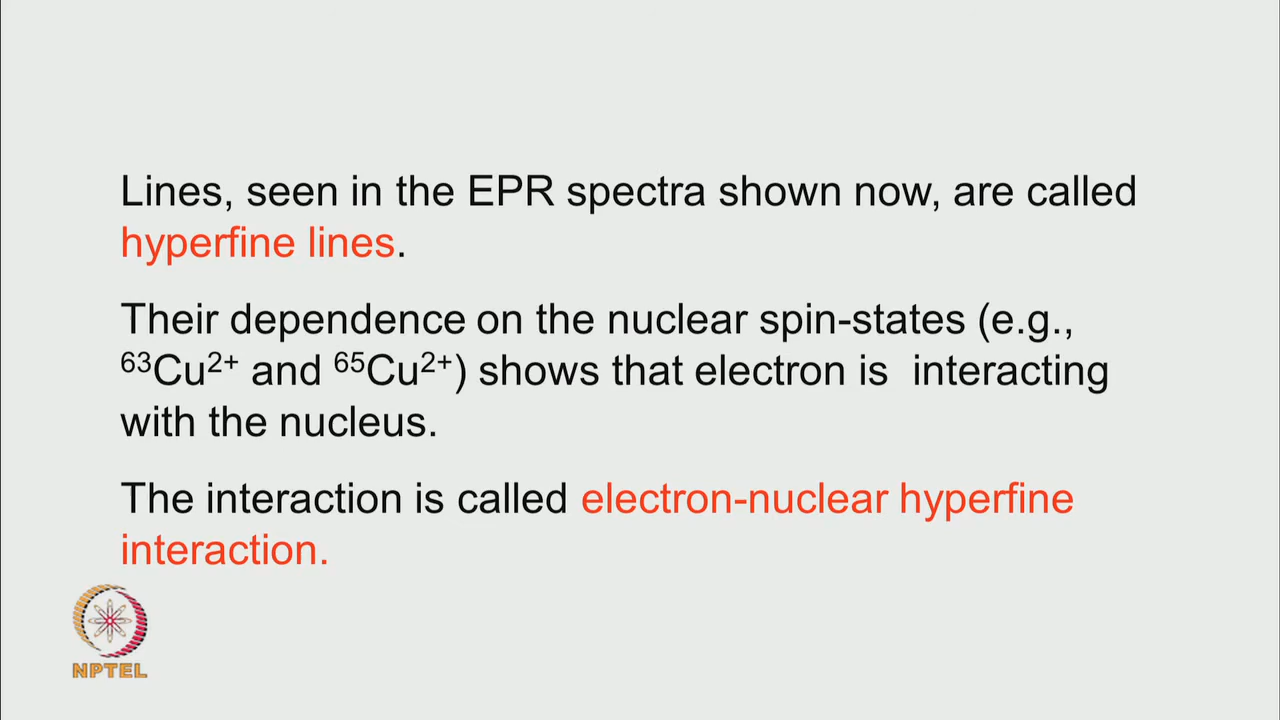 Lines, seen in the EPR spectra shown now, are called
hyperfine lines.
Their dependence on the nuclear spin-states (e.g.,
⁶³Cu²⁺ and ⁶⁵Cu²⁺) shows that electron is  interacting
with the nucleus.
The interaction is called electron-nuclear hyperfine
interaction.
NPTEL